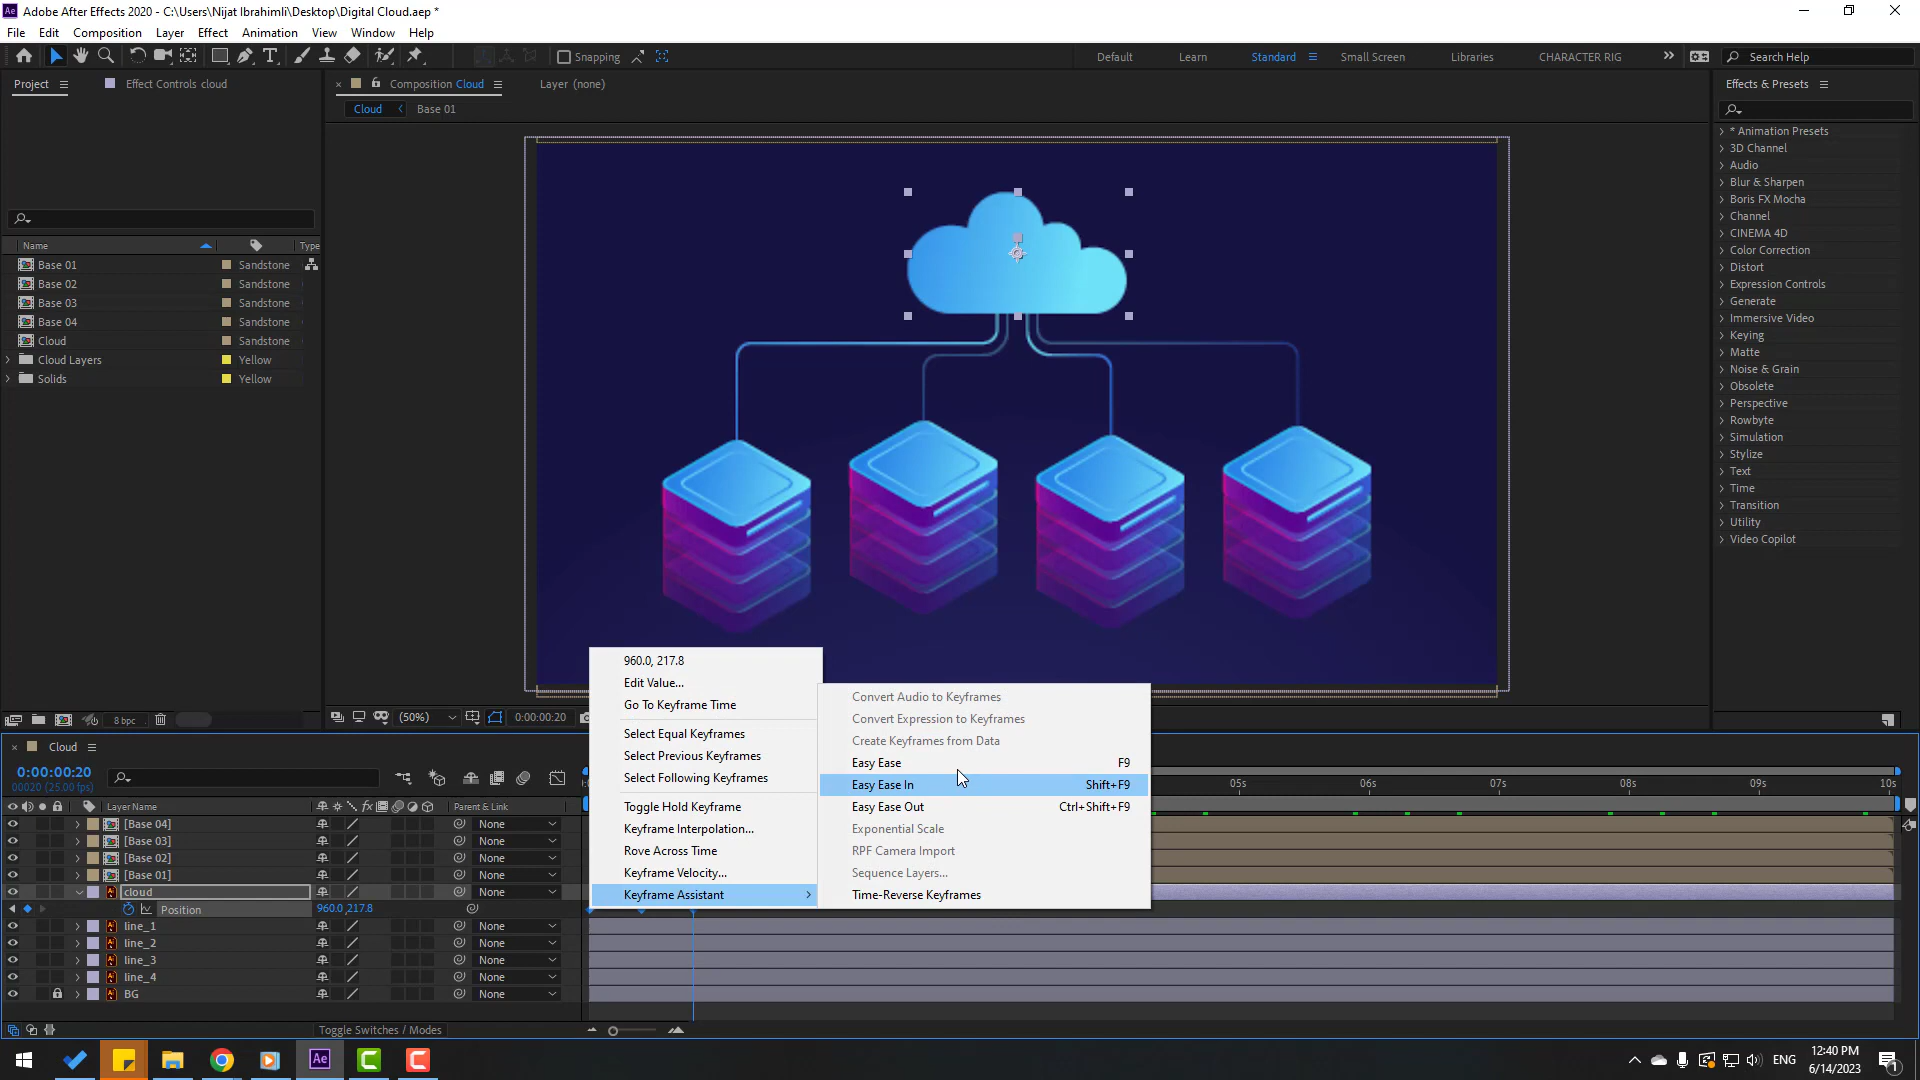 Ae Adobe After Effects 2020 - C:\Users\Nijat Ibrahimli\Desktop\Digital Cloud.aep *
File Edit Composition Layer Effect Animation View Window Help
Snapping Default Learn Standard Small Screen Libraries CHARACTER RIG Search Help
Project Effect Controls cloud Composition Cloud Layer (none) Effects & Presets
Cloud Base 01
Name Type
Base 01 Sandstone
Base 02 Sandstone
Base 03 Sandstone
Base 04 Sandstone
Cloud Sandstone
Cloud Layers Yellow
Solids Yellow
* Animation Presets
3D Channel
Audio
Blur & Sharpen
Boris FX Mocha
Channel
CINEMA 4D
Color Correction
Distort
Expression Controls
Generate
Immersive Video
Keying
Matte
Noise & Grain
Obsolete
Perspective
Rowbyte
Simulation
Stylize
Text
Time
Transition
Utility
Video Copilot
8 bpc (50%) 0:00:00:20
960.0, 217.8
Edit Value...
Go To Keyframe Time
Select Equal Keyframes
Select Previous Keyframes
Select Following Keyframes
Toggle Hold Keyframe
Keyframe Interpolation...
Rove Across Time
Keyframe Velocity...
Keyframe Assistant
Convert Audio to Keyframes
Convert Expression to Keyframes
Create Keyframes from Data
Easy Ease F9
Easy Ease In Shift+F9
Easy Ease Out Ctrl+Shift+F9
Exponential Scale
RPF Camera Import
Sequence Layers...
Time-Reverse Keyframes
Cloud
0:00:00:20
00020 (25.00 fps)
05s 06s 07s 08s 09s 10s
Layer Name fx Parent & Link
[Base 04] None
[Base 03] None
[Base 02] None
[Base 01] None
cloud None
Position 960.0,217.8
line_1 None
line_2 None
line_3 None
line_4 None
BG None
Toggle Switches / Modes
Ae ENG 12:40 PM
6/14/2023 1